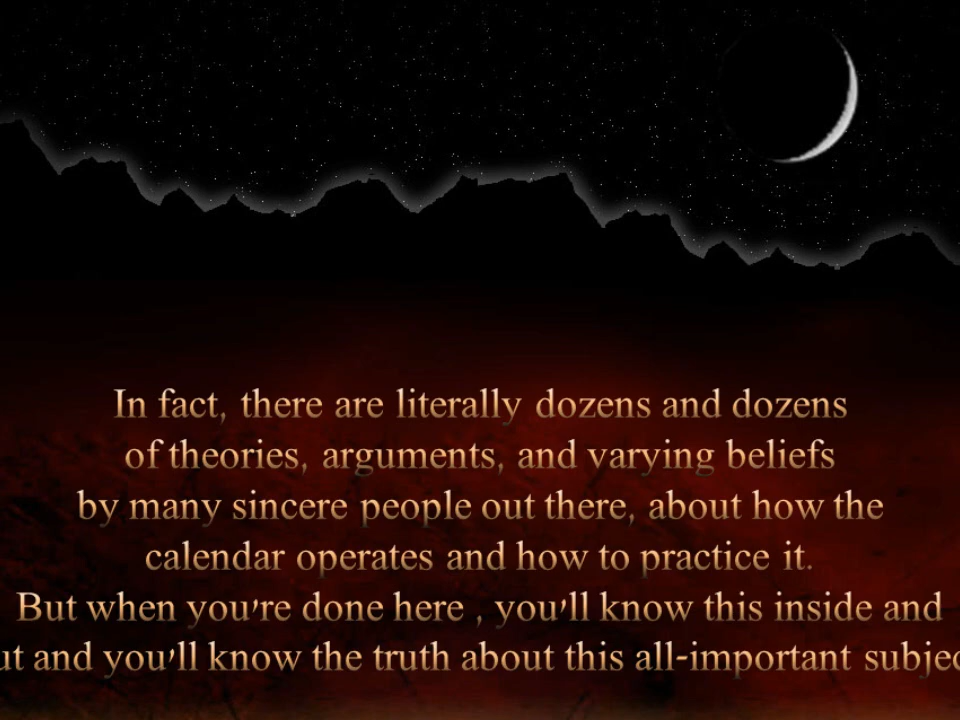 In fact, there are literally dozens and dozens
of theories, arguments, and varying beliefs
by many sincere people out there, about how the
calendar operates and how to practice it.
But when you're done here , you'll know this inside and
and you'll know the truth about this all-important